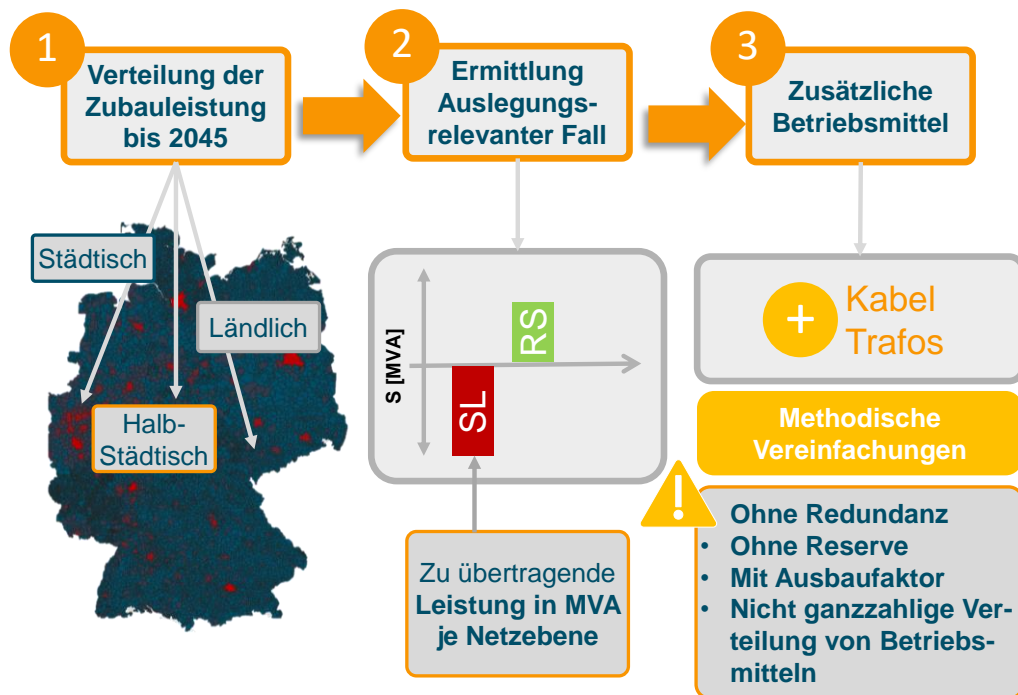 1
Verteilung der
Zubauleistung
bis 2045
2
Ermittlung
Auslegungs-
relevanter Fall
3
Zusätzliche
Betriebsmittel
Städtisch
Ländlich
Halb-
Städtisch
S [MVA]
SL
RS
Zu übertragende
Leistung in MVA
je Netzebene
+
Kabel
Trafos
Methodische
Vereinfachungen
!
Ohne Redundanz
• Ohne Reserve
• Mit Ausbaufaktor
• Nicht ganzzahlige Ver-
teilung von Betriebs-
mitteln